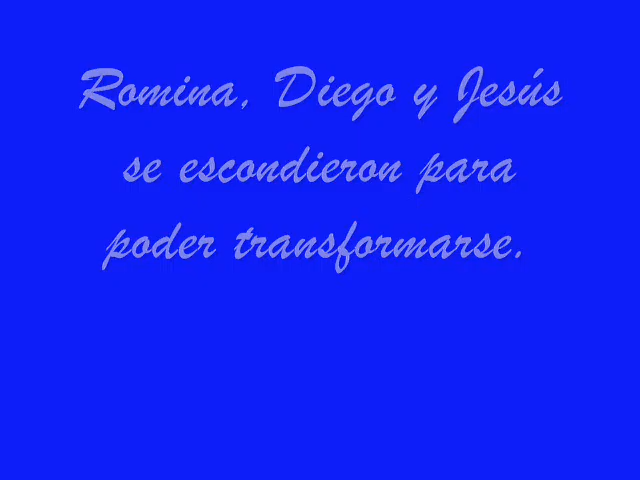 Romina, Diego y Jesús
se escondieron para
poder transformarse.